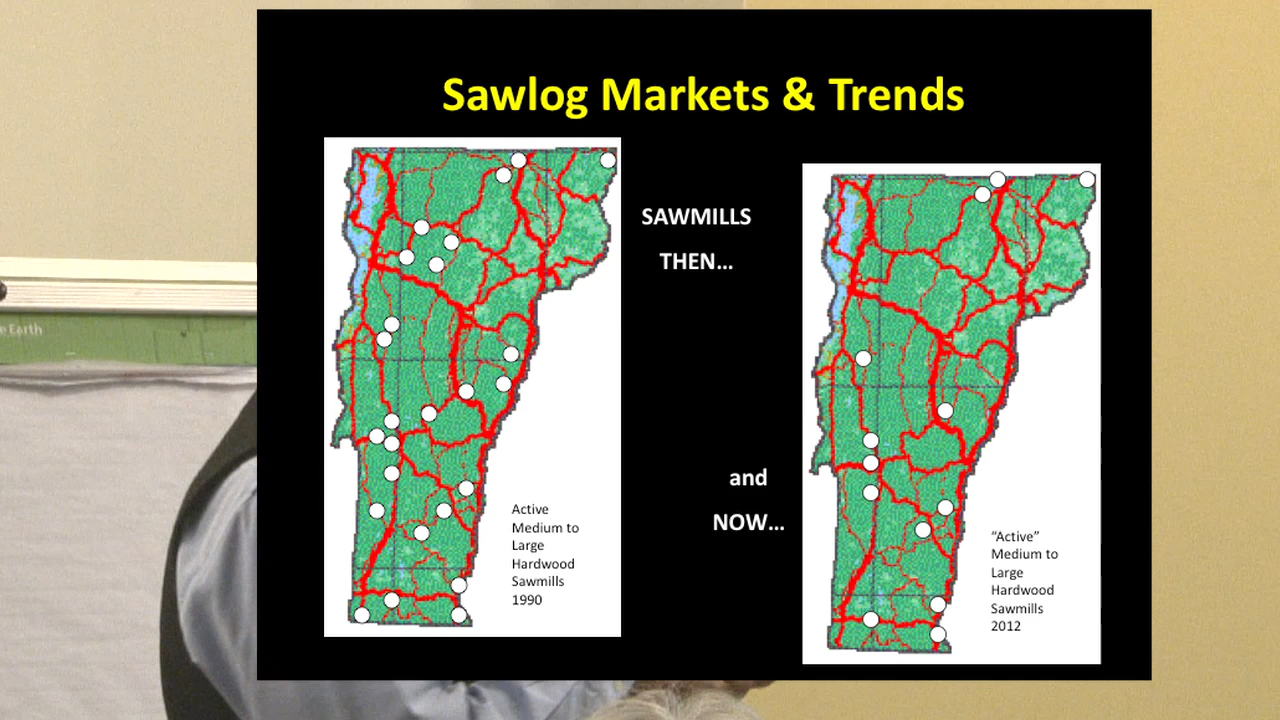 Sawlog Markets & Trends
SAWMILLS
THEN…
and
NOW…
Active
Medium to
Large
Hardwood
Sawmills
1990
“Active”
Medium to
Large
Hardwood
Sawmills
2012
Earth